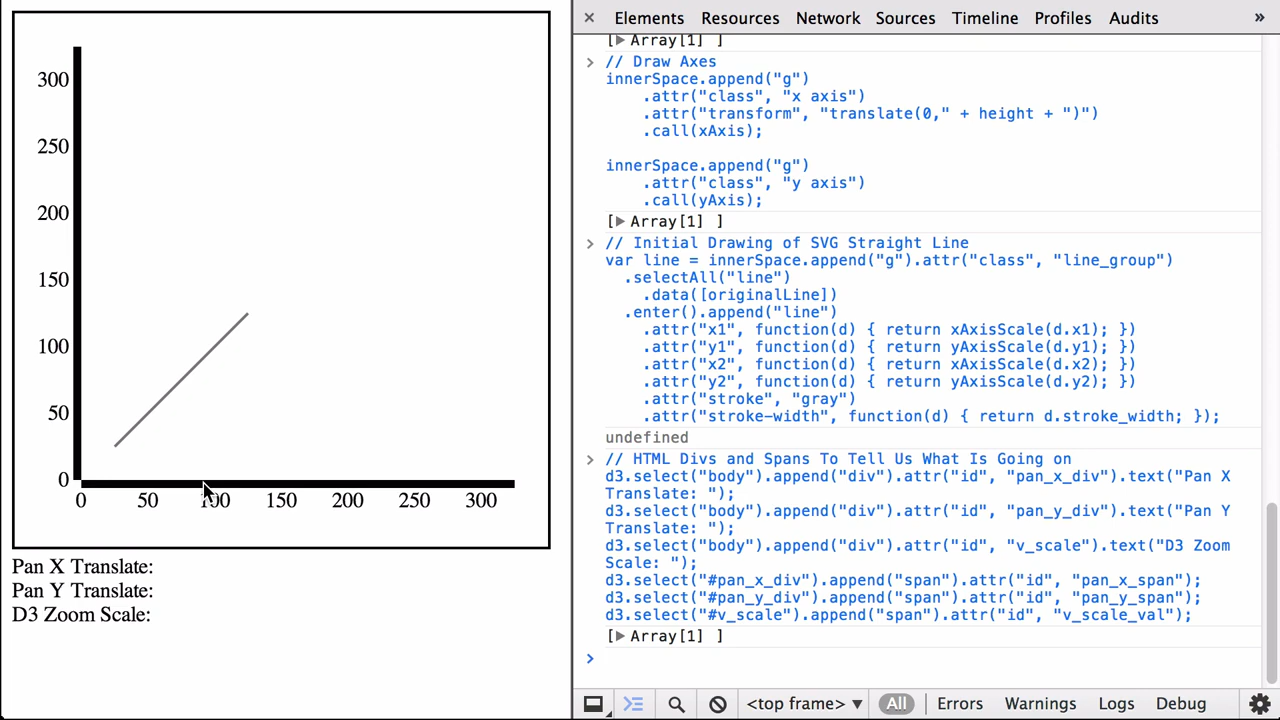 300
250
200
150
100
50
0
0 50 100 150 200 250 300
Pan X Translate:
Pan Y Translate:
D3 Zoom Scale:
× Elements Resources Network Sources Timeline Profiles Audits »
[▶ Array[1] ]
> // Draw Axes
innerSpace.append("g")
.attr("class", "x axis")
.attr("transform", "translate(0," + height + ")")
.call(xAxis);
innerSpace.append("g")
.attr("class", "y axis")
.call(yAxis);
[▶ Array[1] ]
> // Initial Drawing of SVG Straight Line
var line = innerSpace.append("g").attr("class", "line_group")
.selectAll("line")
.data([originalLine])
.enter().append("line")
.attr("x1", function(d) { return xAxisScale(d.x1); })
.attr("y1", function(d) { return yAxisScale(d.y1); })
.attr("x2", function(d) { return xAxisScale(d.x2); })
.attr("y2", function(d) { return yAxisScale(d.y2); })
.attr("stroke", "gray")
.attr("stroke-width", function(d) { return d.stroke_width; });
undefined
> // HTML Divs and Spans To Tell Us What Is Going on
d3.select("body").append("div").attr("id", "pan_x_div").text("Pan X
Translate: ");
d3.select("body").append("div").attr("id", "pan_y_div").text("Pan Y
Translate: ");
d3.select("body").append("div").attr("id", "v_scale").text("D3 Zoom
Scale: ");
d3.select("#pan_x_div").append("span").attr("id", "pan_x_span");
d3.select("#pan_y_div").append("span").attr("id", "pan_y_span");
d3.select("#v_scale").append("span").attr("id", "v_scale_val");
[▶ Array[1] ]
>
<top frame> ▼ All Errors Warnings Logs Debug